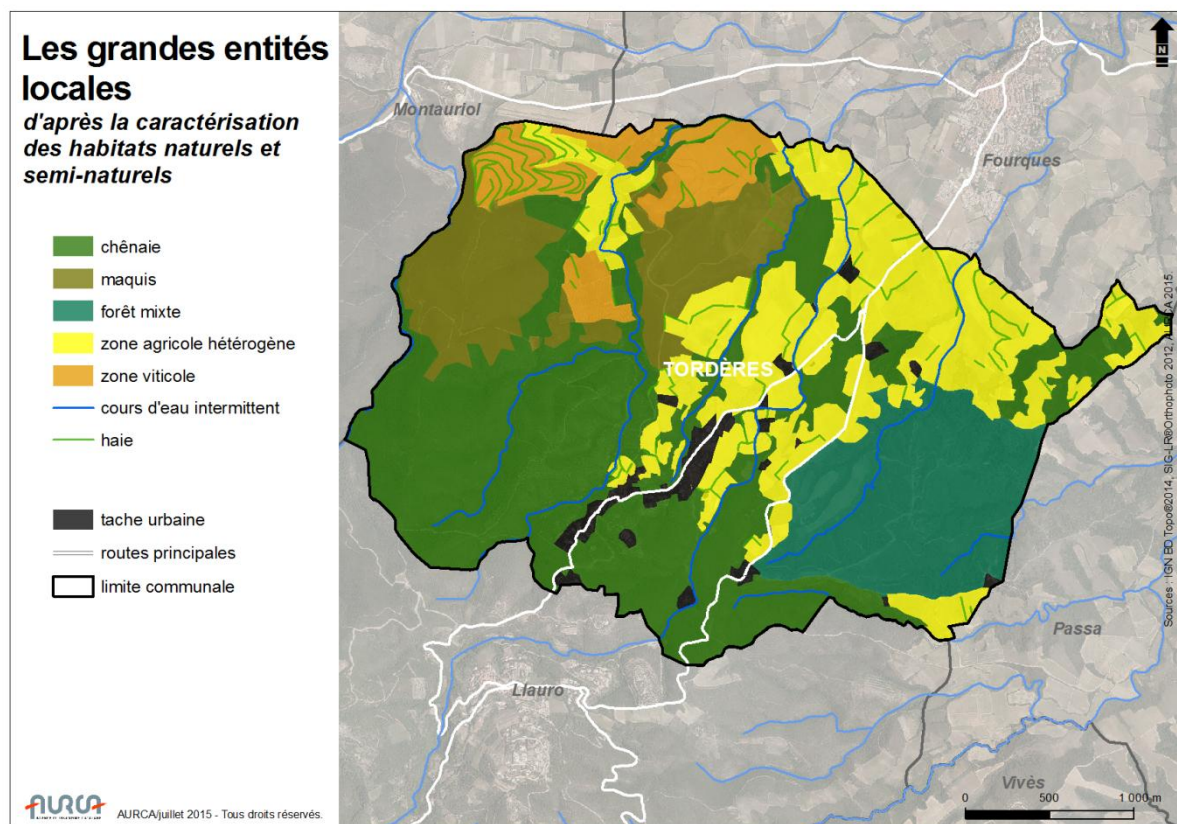 Les grandes entités
locales
d'après la caractérisation
des habitats naturels et
semi-naturels
chênaie
maquis
forêt mixte
zone agricole hétérogène
zone viticole
cours d'eau intermittent
haie
tache urbaine
routes principales
limite communale
AURCA
AURCA/juillet 2015 - Tous droits réservés.
Montauriol
Fourques
TORDÈRES
Llauro
Passa
Vivès
N
0 500 1 000 m
Sources : IGN BD Topo®2014, SIG-LR®Orthophoto 2012, AURCA 2015.